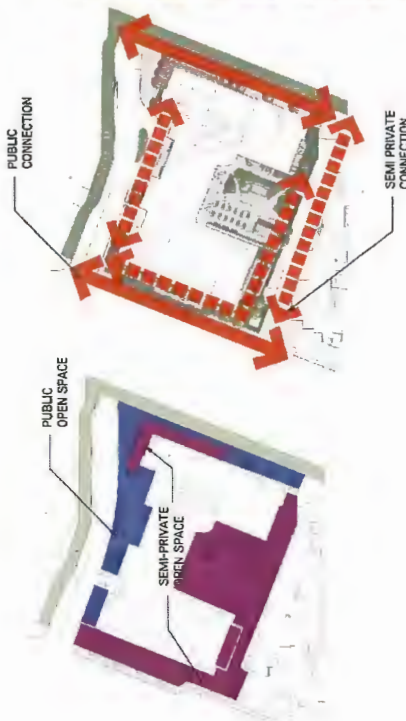 PUBLIC
CONNECTION
SEMI PRIVATE
CONNECTION
PUBLIC
OPEN SPACE
SEMI-PRIVATE
OPEN SPACE